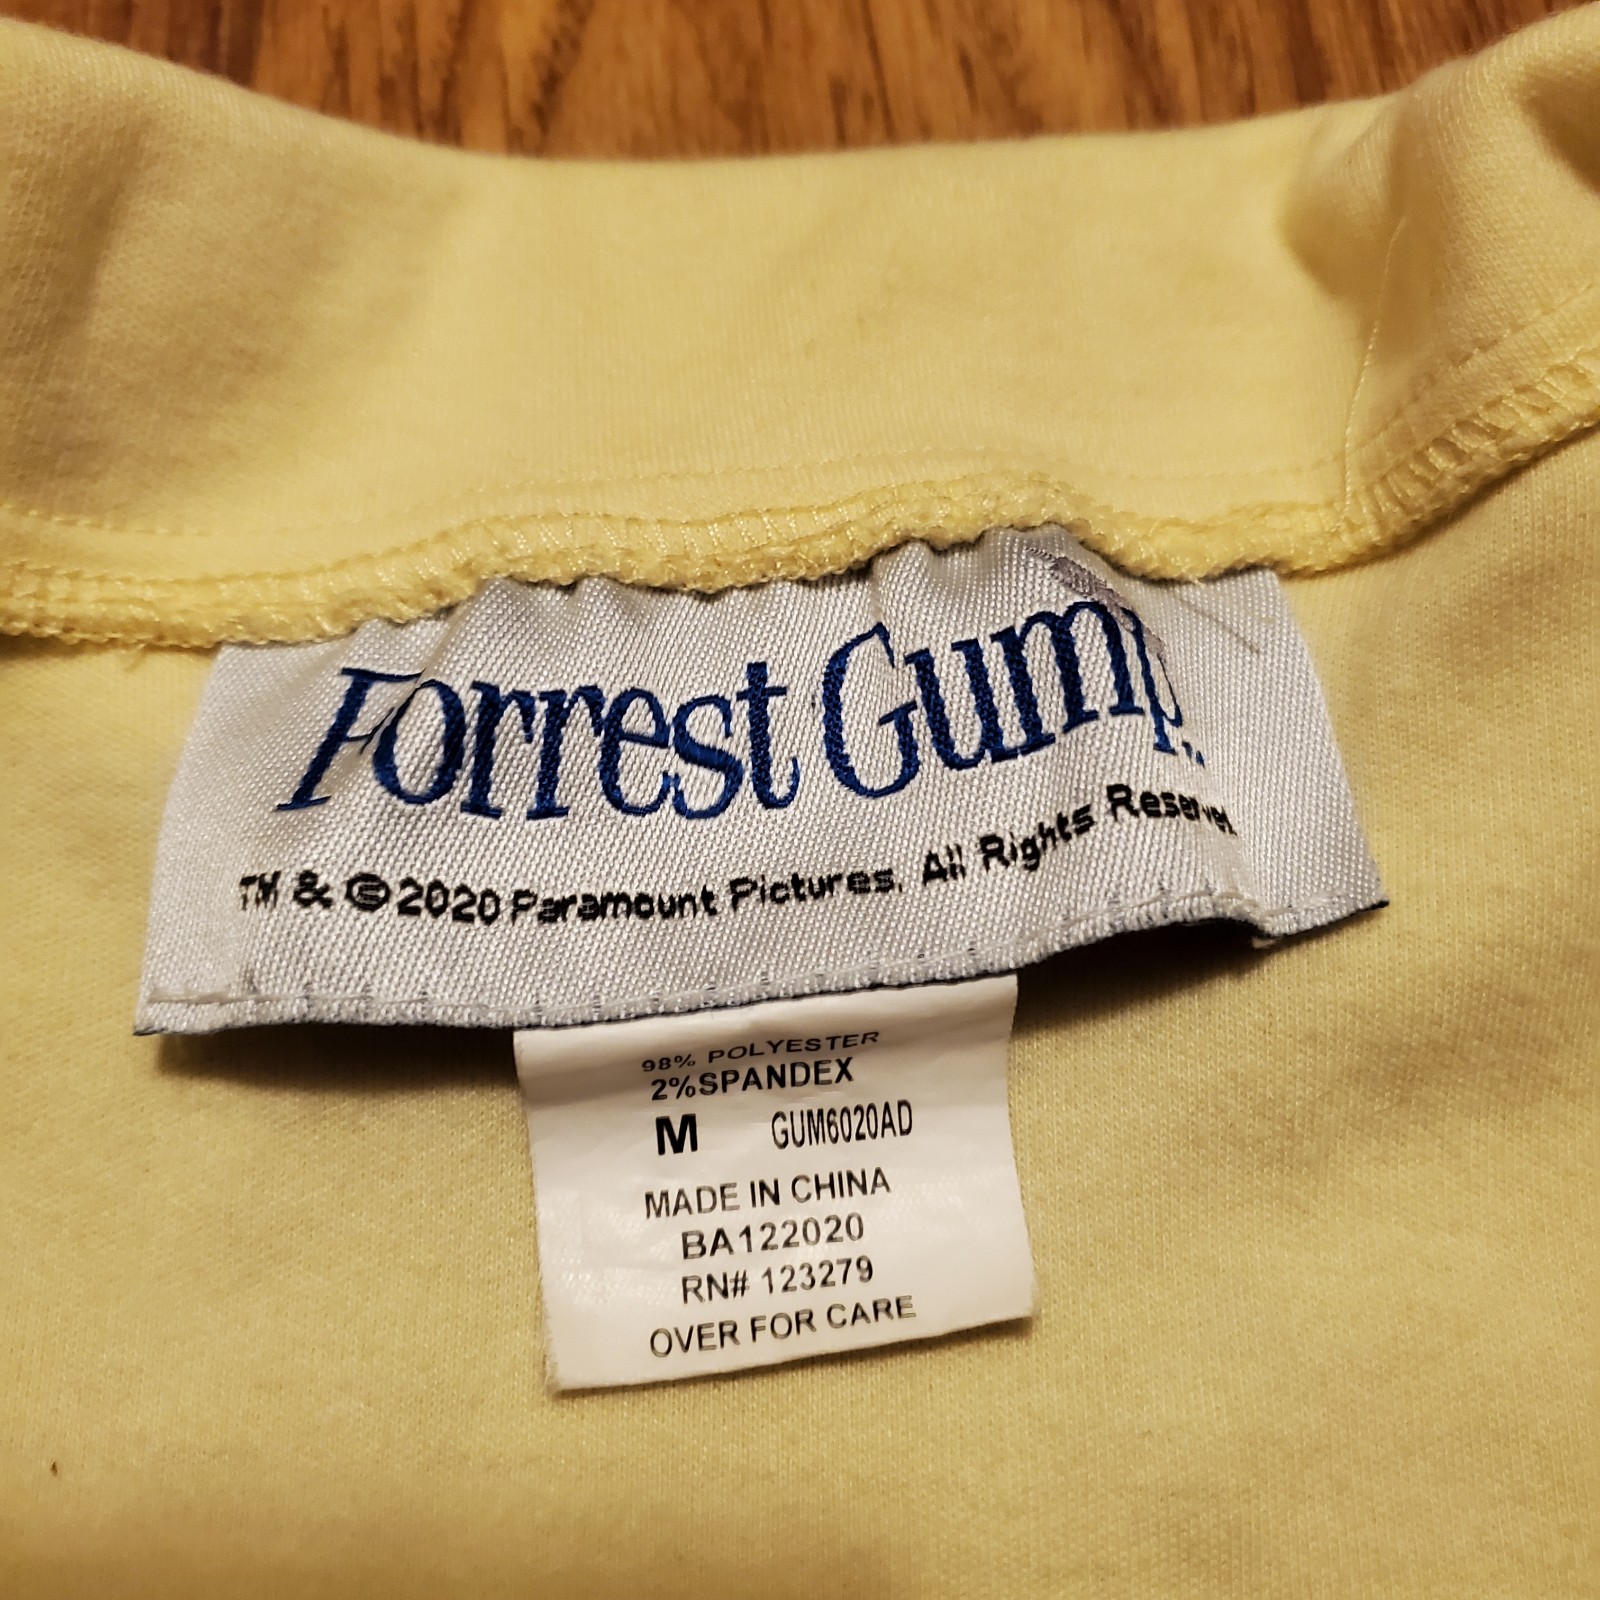 Forrest Gump™
TM & © 2020 Paramount Pictures. All Rights Reserved.
98% POLYESTER
2%SPANDEX
M GUM6020AD
MADE IN CHINA
BA122020
RN# 123279
OVER FOR CARE